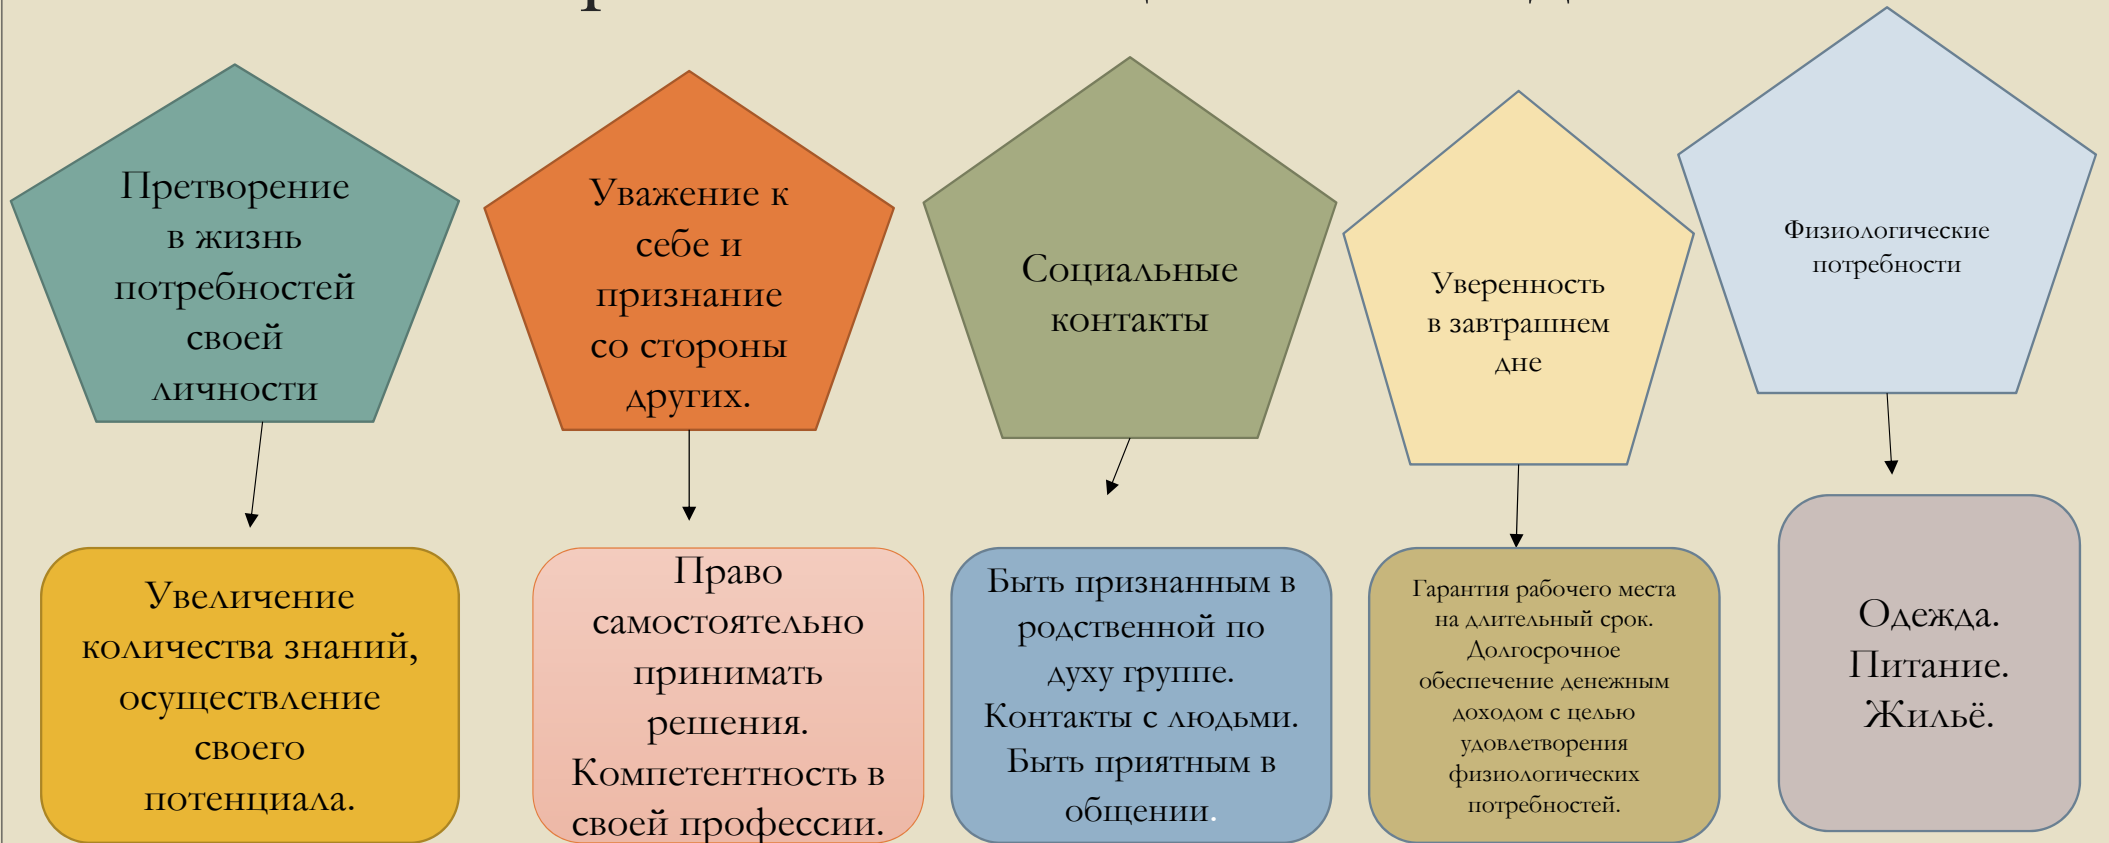 Претворение
в жизнь
потребностей
своей
личности
Уважение к
себе и
признание
со стороны
других.
Социальные
контакты
Уверенность
в завтрашнем
дне
Физиологические
потребности
Увеличение
количества знаний,
осуществление
своего
потенциала.
Право
самостоятельно
принимать
решения.
Компетентность в
своей профессии.
Быть признанным в
родственной по
духу группе.
Контакты с людьми.
Быть приятным в
общении.
Гарантия рабочего места
на длительный срок.
Долгосрочное
обеспечение денежным
доходом с целью
удовлетворения
физиологических
потребностей.
Одежда.
Питание.
Жильё.